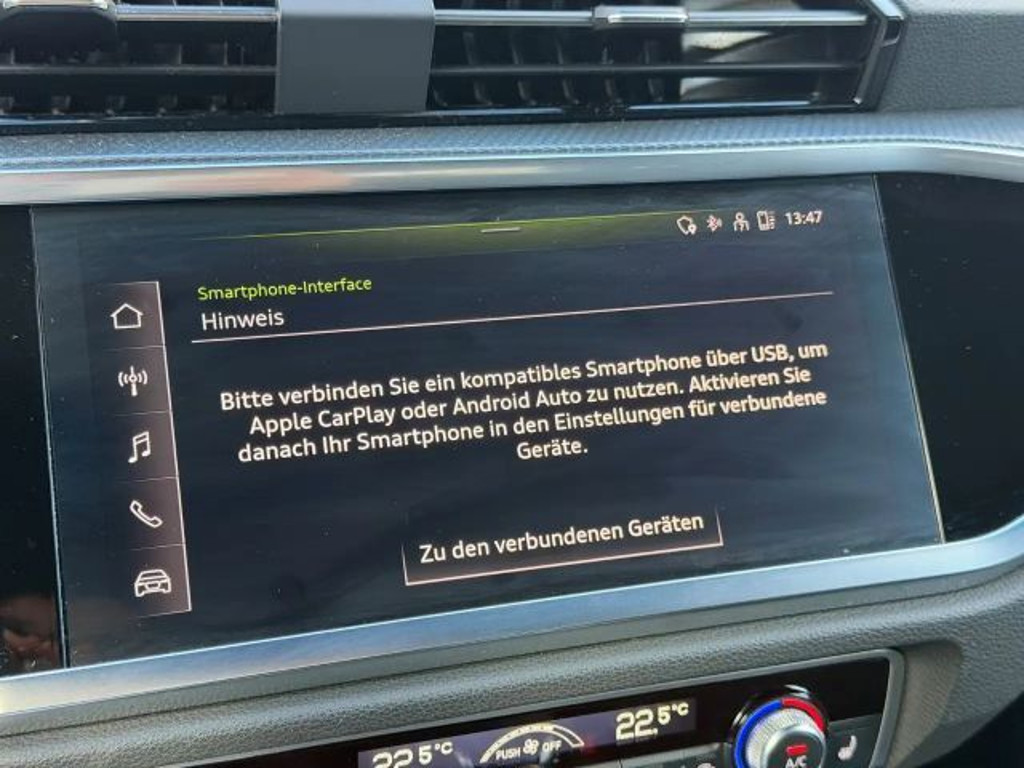 13:47
Smartphone-Interface
Hinweis
Bitte verbinden Sie ein kompatibles Smartphone über USB, um
Apple CarPlay oder Android Auto zu nutzen. Aktivieren Sie
danach Ihr Smartphone in den Einstellungen für verbundene
Geräte.
Zu den verbundenen Geräten
22.5°C
PUSH OFF
22.5°C
A/C